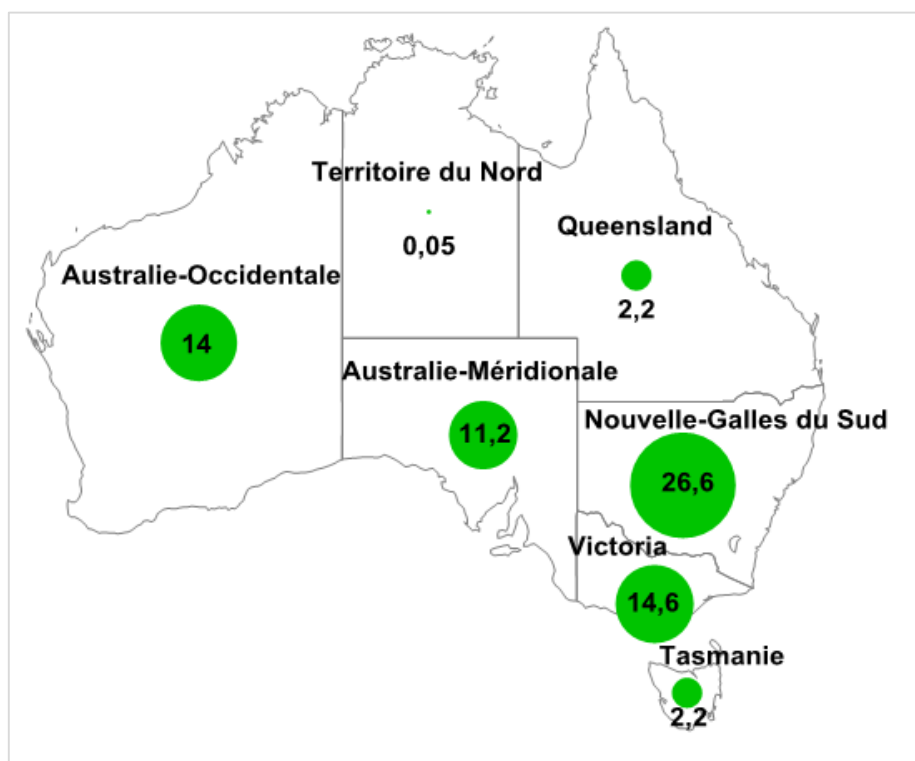 Territoire du Nord
0,05
Queensland
2,2
Australie-Occidentale
14
Australie-Méridionale
11,2
Nouvelle-Galles du Sud
26,6
Victoria
14,6
Tasmanie
2,2